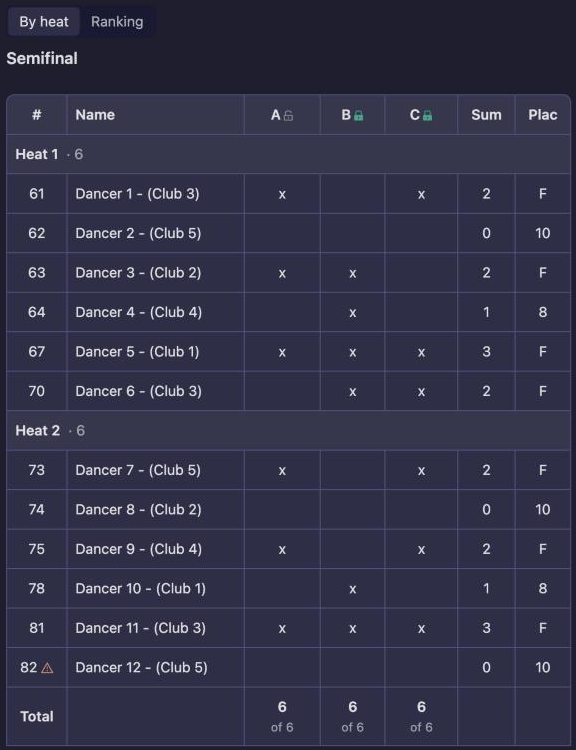 By heat Ranking
Semifinal
# Name A B C Sum Plac
Heat 1 · 6
61 Dancer 1 - (Club 3) x x 2 F
62 Dancer 2 - (Club 5) 0 10
63 Dancer 3 - (Club 2) x x 2 F
64 Dancer 4 - (Club 4) x 1 8
67 Dancer 5 - (Club 1) x x x 3 F
70 Dancer 6 - (Club 3) x x 2 F
Heat 2 · 6
73 Dancer 7 - (Club 5) x x 2 F
74 Dancer 8 - (Club 2) 0 10
75 Dancer 9 - (Club 4) x x 2 F
78 Dancer 10 - (Club 1) x 1 8
81 Dancer 11 - (Club 3) x x x 3 F
82 Dancer 12 - (Club 5) 0 10
Total 6 6 6
of 6 of 6 of 6